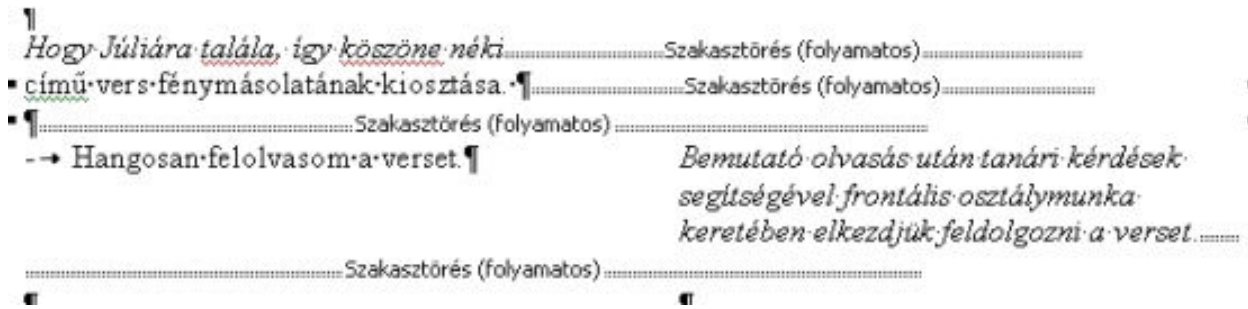 ¶
Hogy·Júliára·talála,·így·köszöne·néki Szakasztörés (folyamatos)
című·vers·fénymásolatának·kiosztása.·¶ Szakasztörés (folyamatos)
¶ Szakasztörés (folyamatos)
-→ Hangosan·felolvasom·a·verset.¶
Bemutató·olvasás·után·tanári·kérdések·
segítségével·frontális·osztálymunka·
keretében·elkezdjük·feldolgozni·a·verset.
Szakasztörés (folyamatos)
¶ ¶